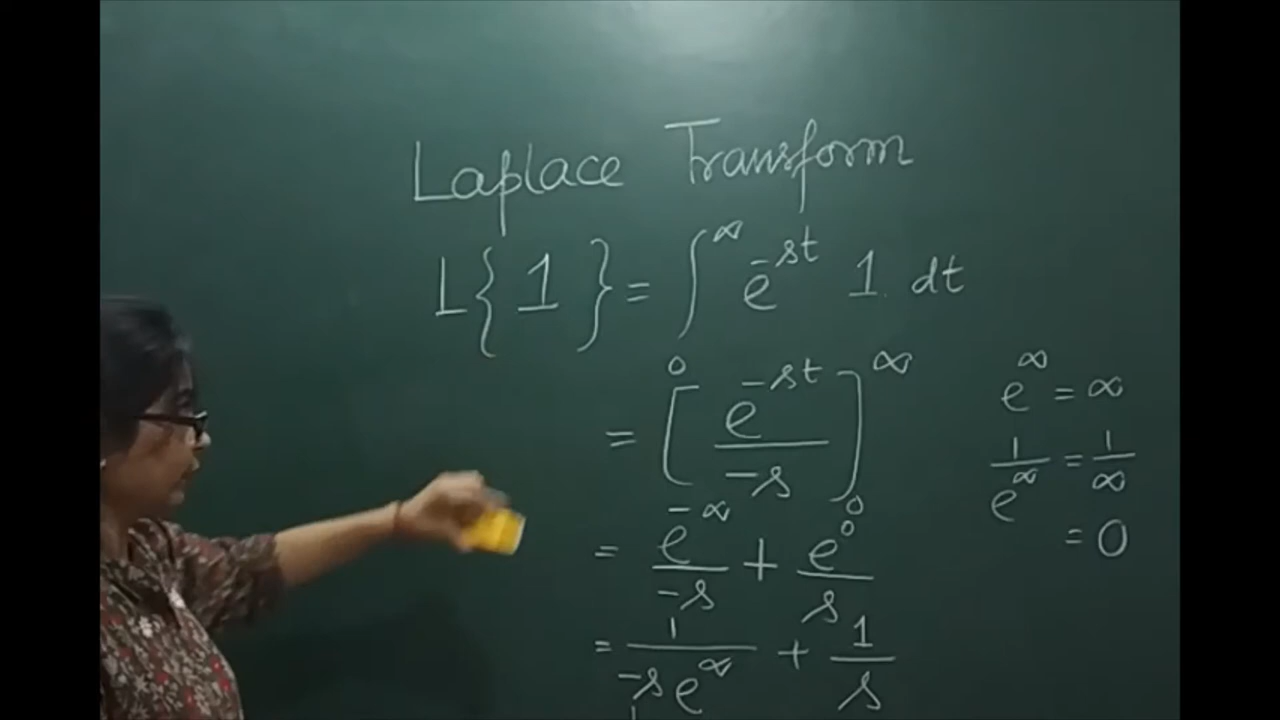 Laplace Transform
L{1} = ∫₀^∞ e^{-st} 1. dt
= [e^{-st}/-s]₀^∞
e^∞ = ∞
1/e^∞ = 1/∞
= 0
= e^{-∞}/-s + e^0/s
= 1/-se^∞ + 1/s